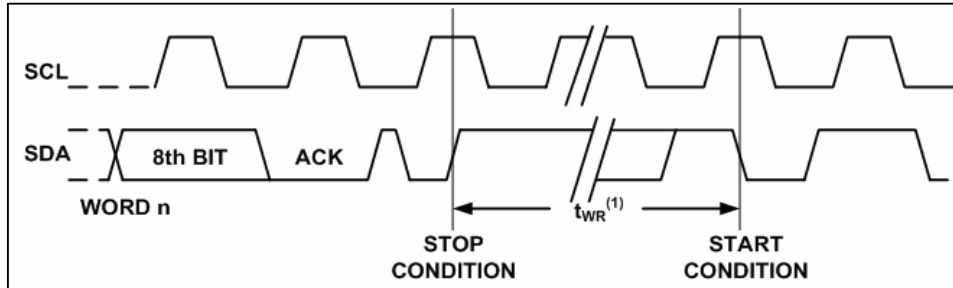 SCL
SDA
8th BIT
ACK
WORD n
tWR(1)
STOP
CONDITION
START
CONDITION